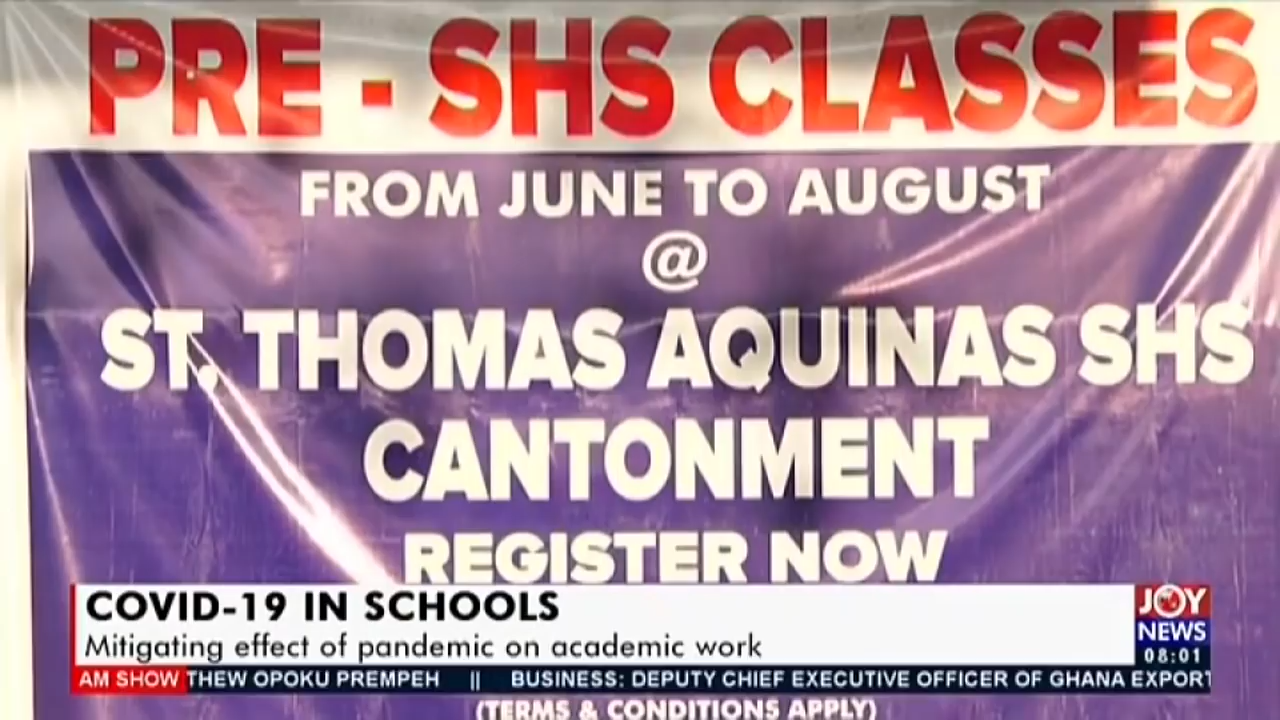 PRE - SHS CLASSES
FROM JUNE TO AUGUST
@
ST. THOMAS AQUINAS SHS
CANTONMENT
REGISTER NOW
COVID-19 IN SCHOOLS
Mitigating effect of pandemic on academic work
JOY
NEWS
08:01
AM SHOW THEW OPOKU PREMPEH || BUSINESS: DEPUTY CHIEF EXECUTIVE OFFICER OF GHANA EXPORT
(TERMS & CONDITIONS APPLY)